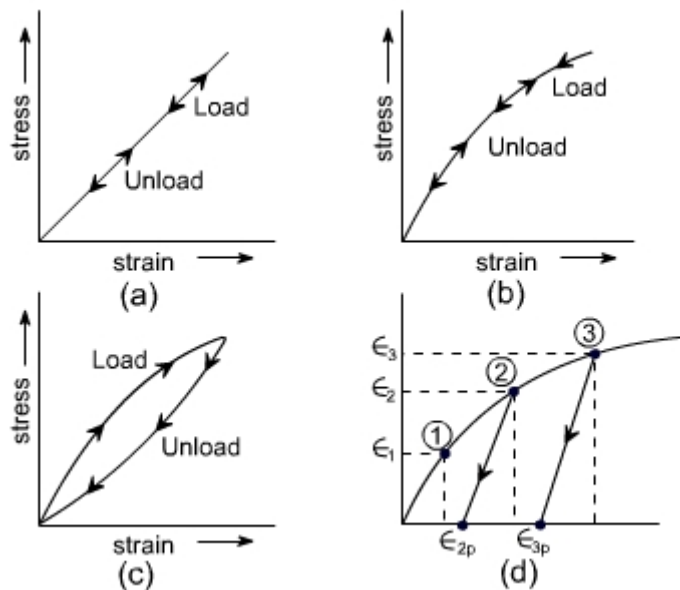 stress
Load
Unload
strain
(a)
stress
Load
Unload
strain
(b)
stress
Load
Unload
strain
(c)
∈3
∈2
∈1
1
2
3
∈2p
∈3p
(d)